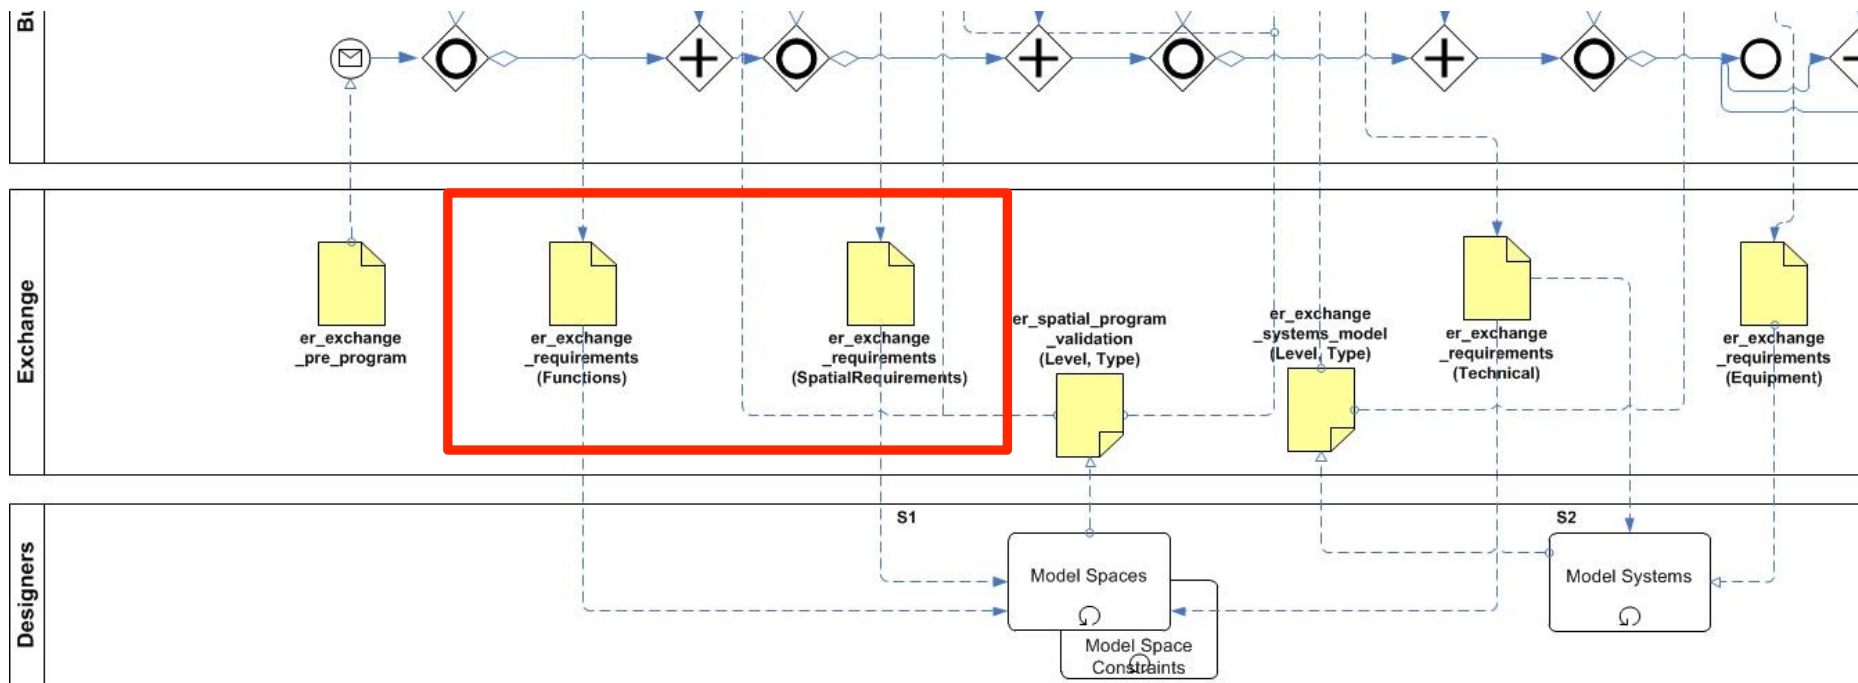 Bu
Exchange
er_exchange
_pre_program
er_exchange
_requirements
(Functions)
er_exchange
_requirements
(SpatialRequirements)
er_spatial_program
_validation
(Level, Type)
er_exchange
_systems_model
(Level, Type)
er_exchange
_requirements
(Technical)
er_exchange
_requirements
(Equipment)
Designers
S1
Model Spaces
Model Space
Constraints
S2
Model Systems